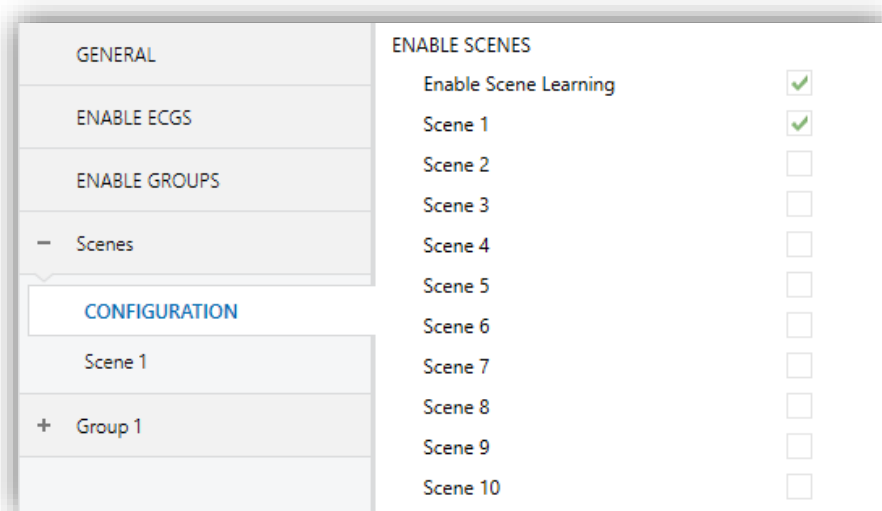 GENERAL
ENABLE ECGS
ENABLE GROUPS
− Scenes
CONFIGURATION
Scene 1
+ Group 1
ENABLE SCENES
Enable Scene Learning
Scene 1
Scene 2
Scene 3
Scene 4
Scene 5
Scene 6
Scene 7
Scene 8
Scene 9
Scene 10